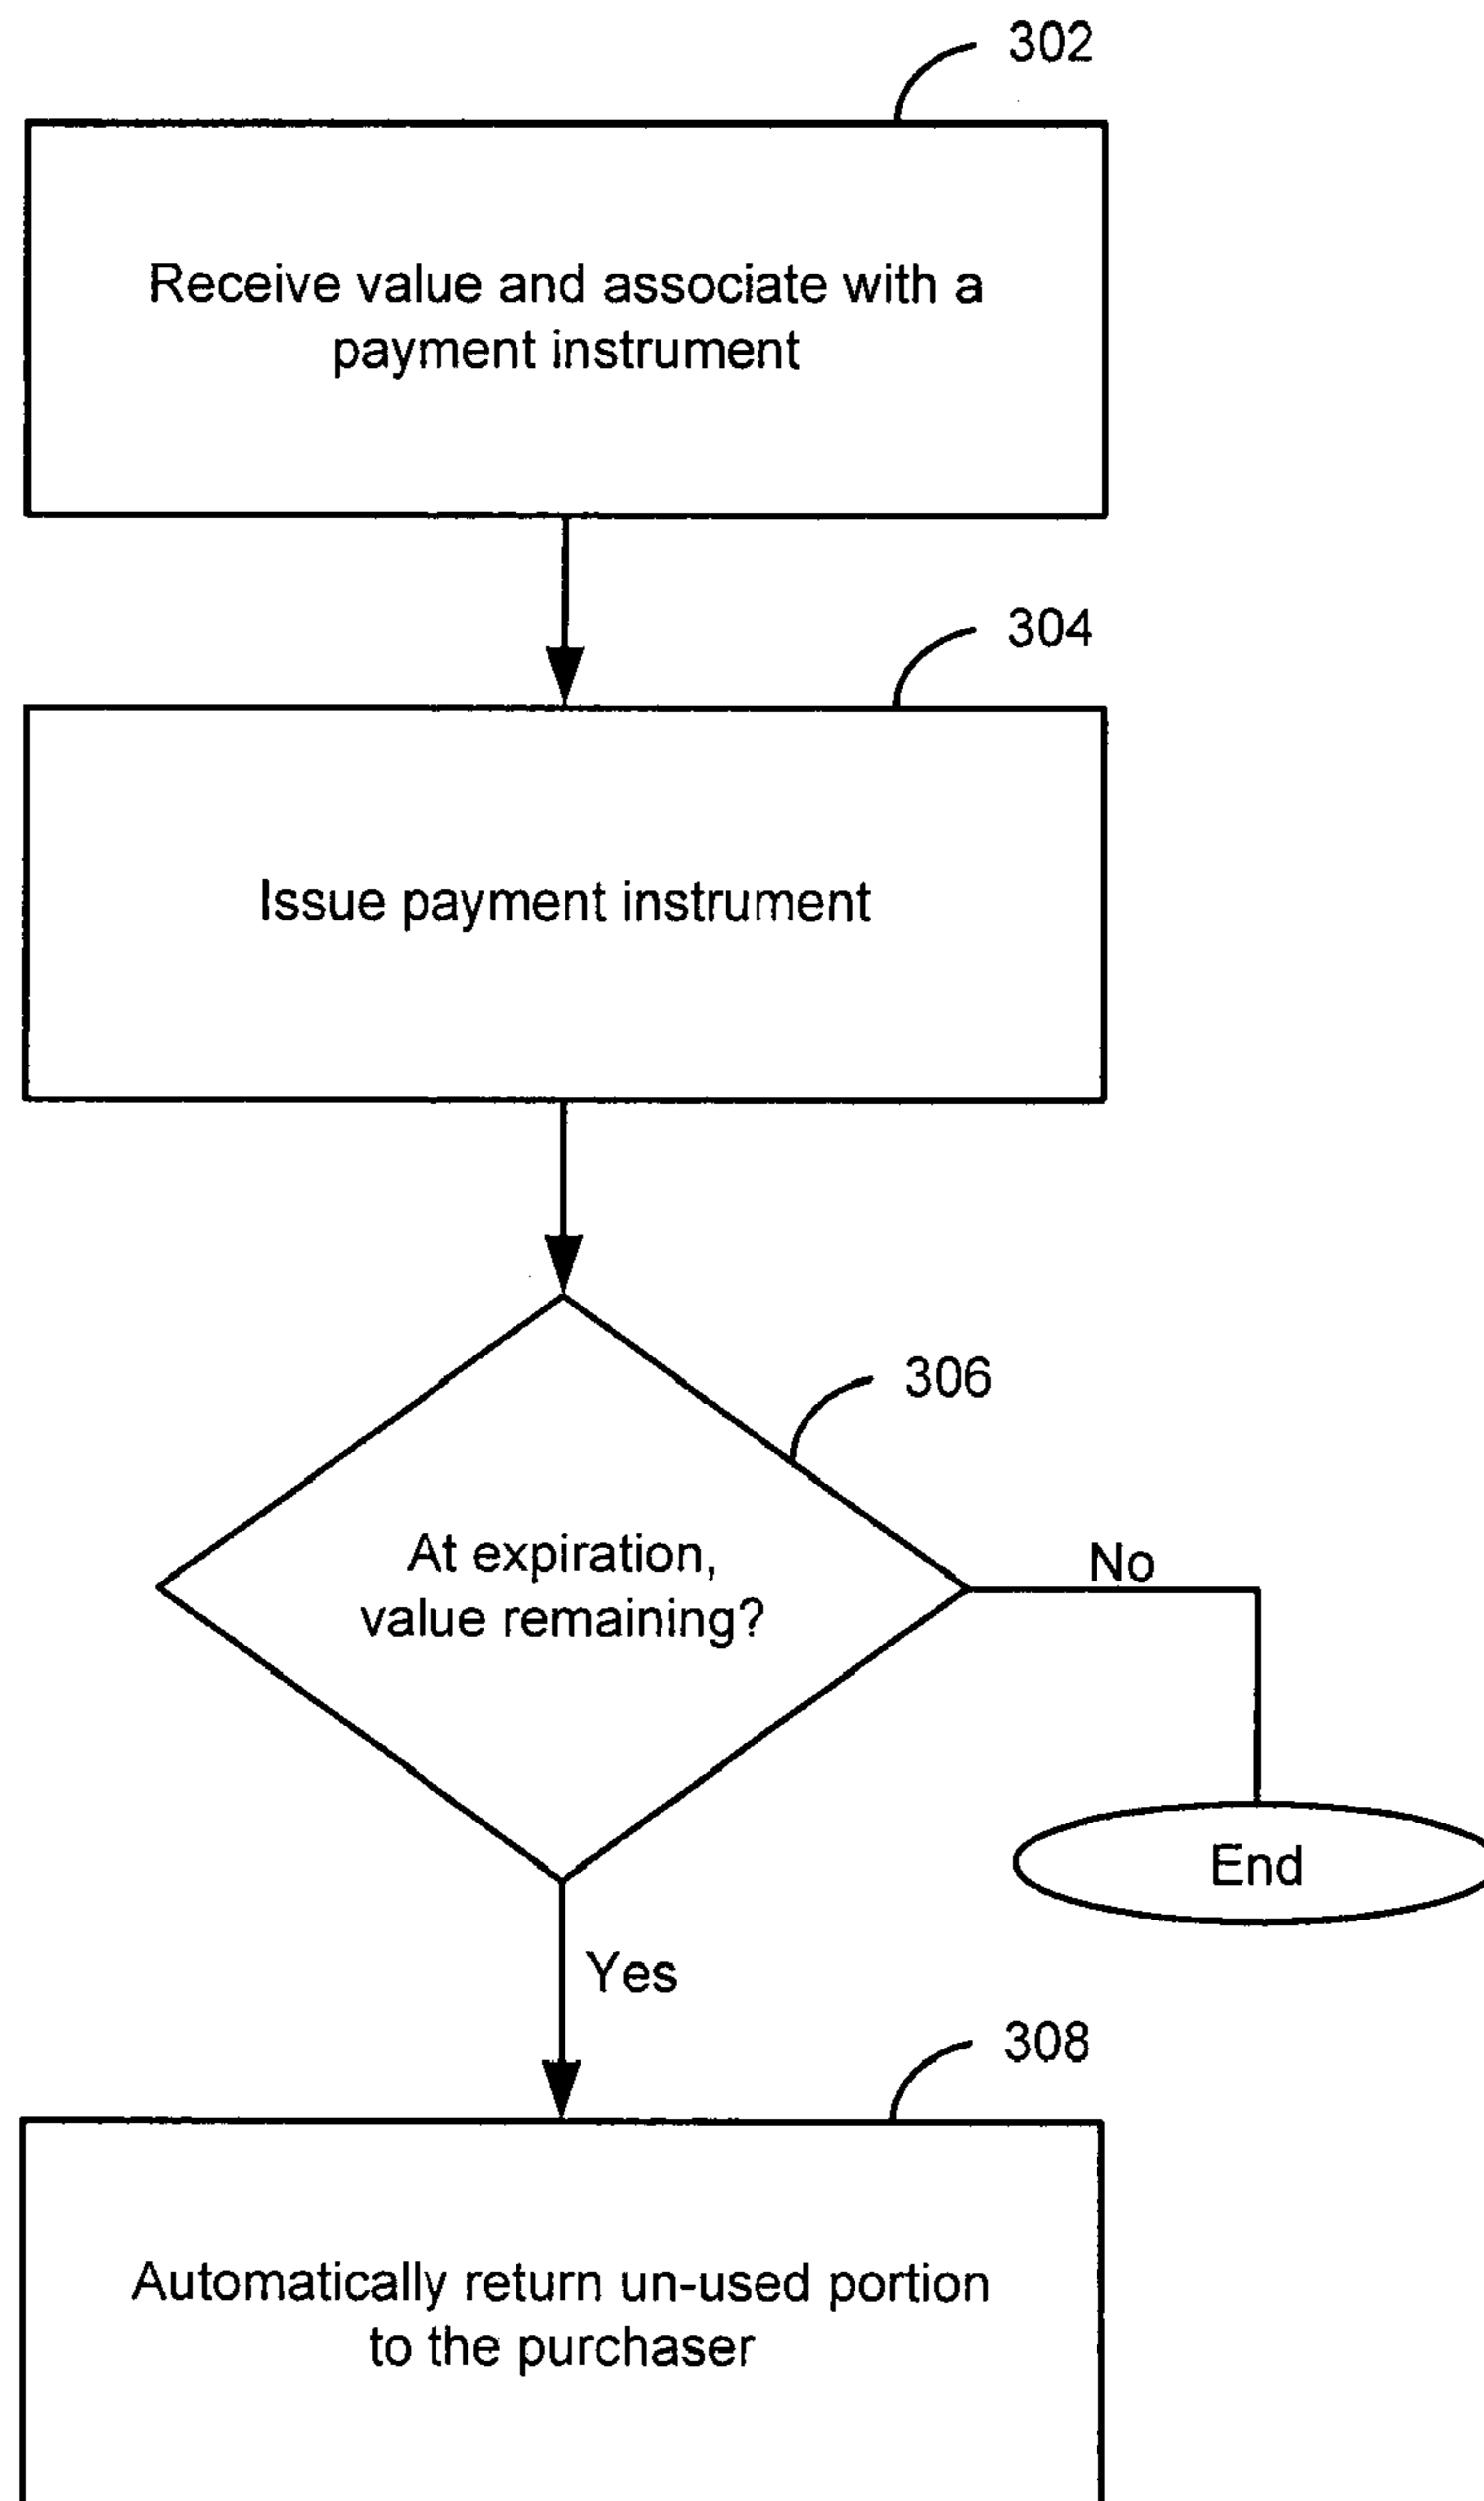 302
Receive value and associate with a
payment instrument
304
Issue payment instrument
306
At expiration,
value remaining?
No
End
Yes
308
Automatically return un-used portion
to the purchaser